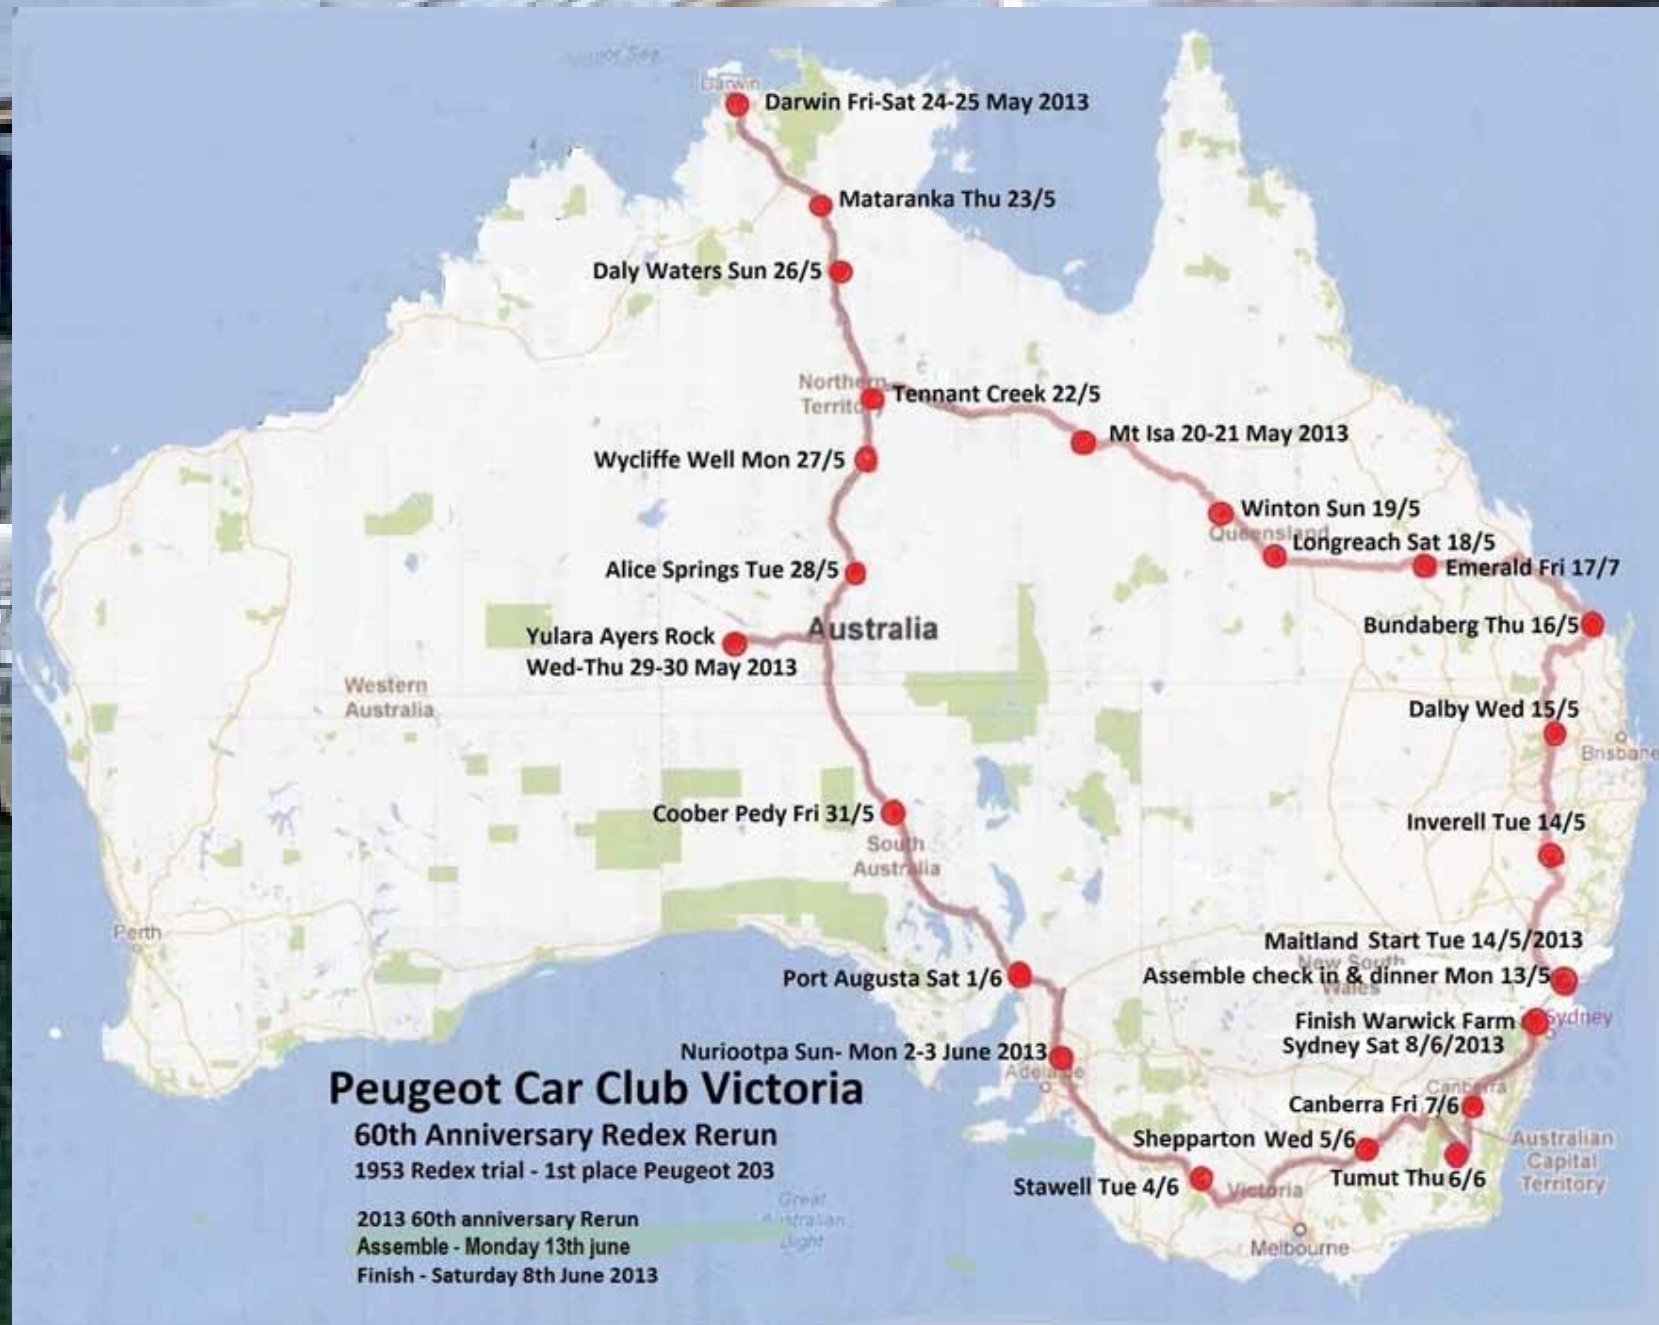 Timor Sea
Darwin
Darwin Fri-Sat 24-25 May 2013
Mataranka Thu 23/5
Daly Waters Sun 26/5
Northern
Territory
Tennant Creek 22/5
Mt Isa 20-21 May 2013
Wycliffe Well Mon 27/5
Winton Sun 19/5
Queensland
Longreach Sat 18/5
Emerald Fri 17/7
Alice Springs Tue 28/5
Australia
Bundaberg Thu 16/5
Yulara Ayers Rock
Wed-Thu 29-30 May 2013
Western
Australia
Dalby Wed 15/5
Brisbane
Coober Pedy Fri 31/5
South
Australia
Inverell Tue 14/5
Perth
Maitland Start Tue 14/5/2013
New South
Wales
Assemble check in & dinner Mon 13/5
Port Augusta Sat 1/6
Finish Warwick Farm
Sydney Sat 8/6/2013
Sydney
Nuriootpa Sun- Mon 2-3 June 2013
Adelaide
Canberra
Canberra Fri 7/6
Peugeot Car Club Victoria
60th Anniversary Redex Rerun
1953 Redex trial - 1st place Peugeot 203
Shepparton Wed 5/6
Australian
Capital
Territory
Tumut Thu 6/6
Stawell Tue 4/6
Victoria
Melbourne
Great
Australian
Bight
2013 60th anniversary Rerun
Assemble - Monday 13th june
Finish - Saturday 8th June 2013